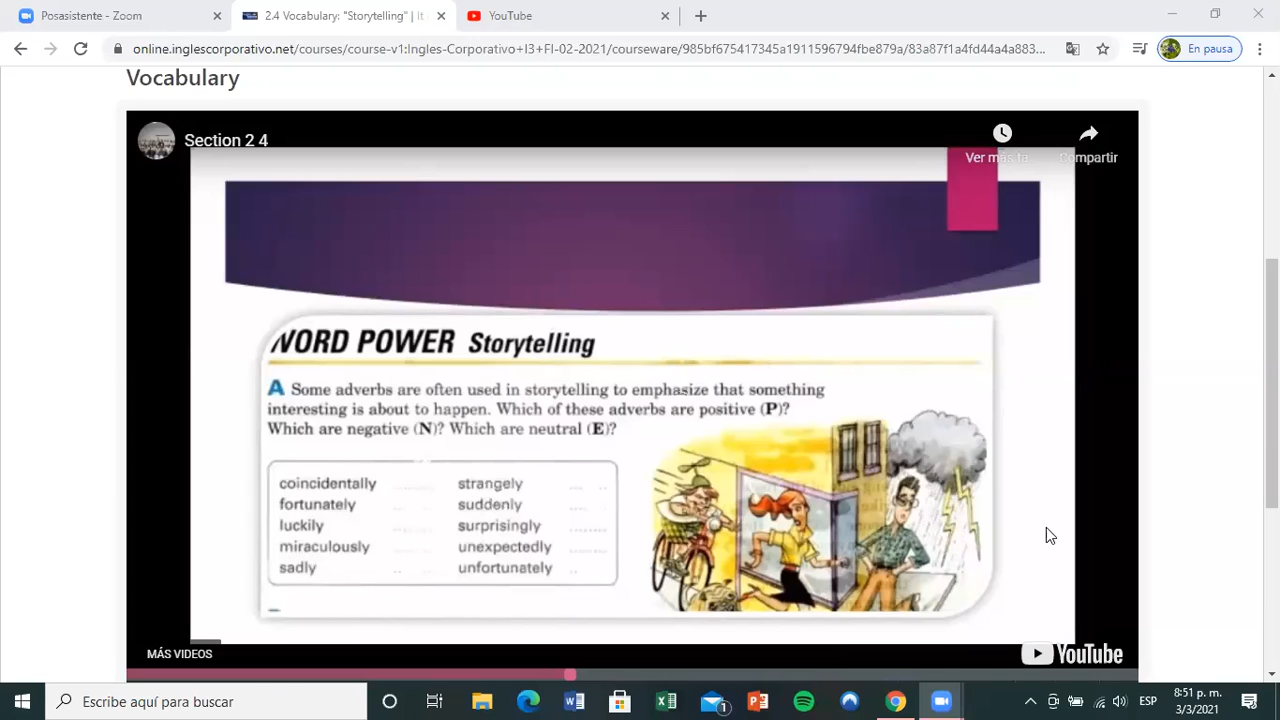 Posasistente - Zoom
2.4 Vocabulary: "Storytelling" | It
YouTube
online.inglescorporativo.net/courses/course-v1:Ingles-Corporativo+I3+FI-02-2021/courseware/985bf675417345a1911596794fbe879a/83a87f1a4fd44a4a883...
En pausa
Vocabulary
Section 2 4
Ver más ta...
Compartir
WORD POWER Storytelling
A Some adverbs are often used in storytelling to emphasize that something
interesting is about to happen. Which of these adverbs are positive (P)?
Which are negative (N)? Which are neutral (E)?
coincidentally
fortunately
luckily
miraculously
sadly
strangely
suddenly
surprisingly
unexpectedly
unfortunately
MÁS VIDEOS
YouTube
Escribe aquí para buscar
1
ESP
8:51 p. m.
3/3/2021